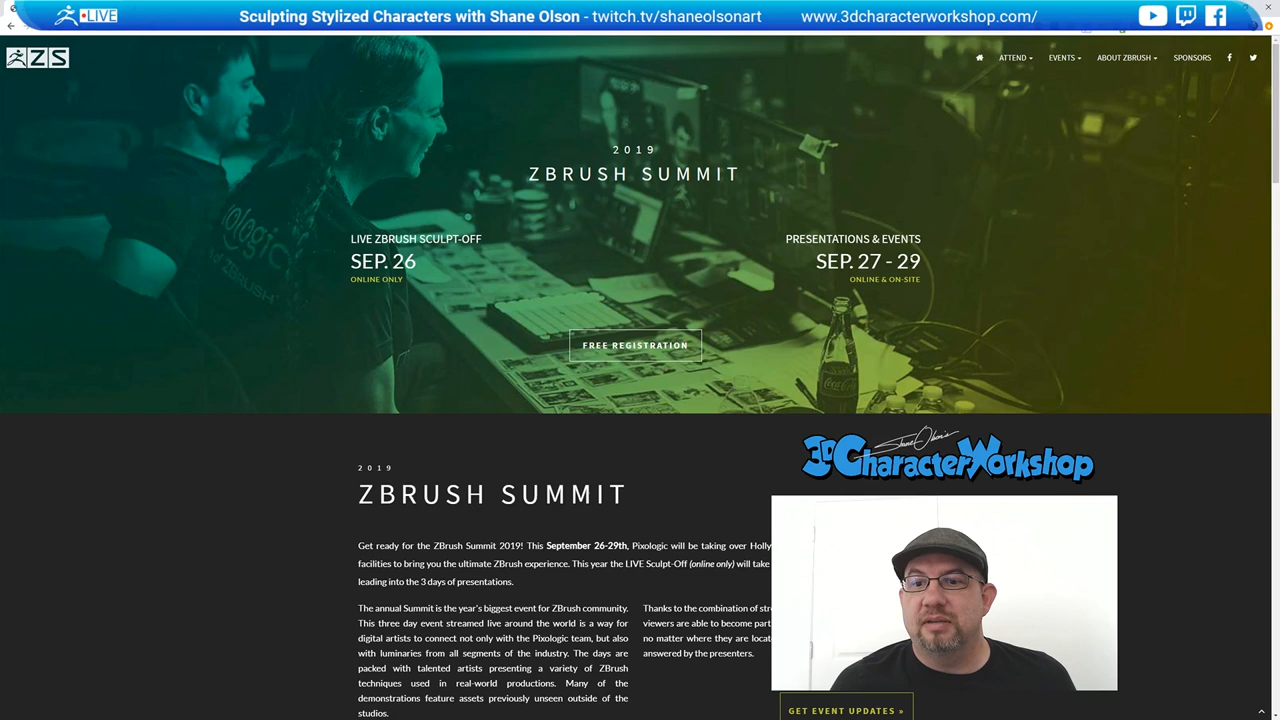 LIVE
Sculpting Stylized Characters with Shane Olson - twitch.tv/shaneolsonart
www.3dcharacterworkshop.com/
ZS
ATTEND
EVENTS
ABOUT ZBRUSH
SPONSORS
2019
ZBRUSH SUMMIT
LIVE ZBRUSH SCULPT-OFF
SEP. 26
ONLINE ONLY
PRESENTATIONS & EVENTS
SEP. 27 - 29
ONLINE & ON-SITE
FREE REGISTRATION
2019
ZBRUSH SUMMIT
Get ready for the ZBrush Summit 2019! This September 26-29th, Pixologic will be taking over Holly
facilities to bring you the ultimate ZBrush experience. This year the LIVE Sculpt-Off (online only) will take
leading into the 3 days of presentations.
The annual Summit is the year's biggest event for ZBrush community.
This three day event streamed live around the world is a way for
digital artists to connect not only with the Pixologic team, but also
with luminaries from all segments of the industry. The days are
packed with talented artists presenting a variety of ZBrush
techniques used in real-world productions. Many of the
demonstrations feature assets previously unseen outside of the
studios.
Thanks to the combination of
viewers are able to become part
no matter where they are
answered by the presenters.
Shane Olson's
3D Character Workshop
GET EVENT UPDATES »